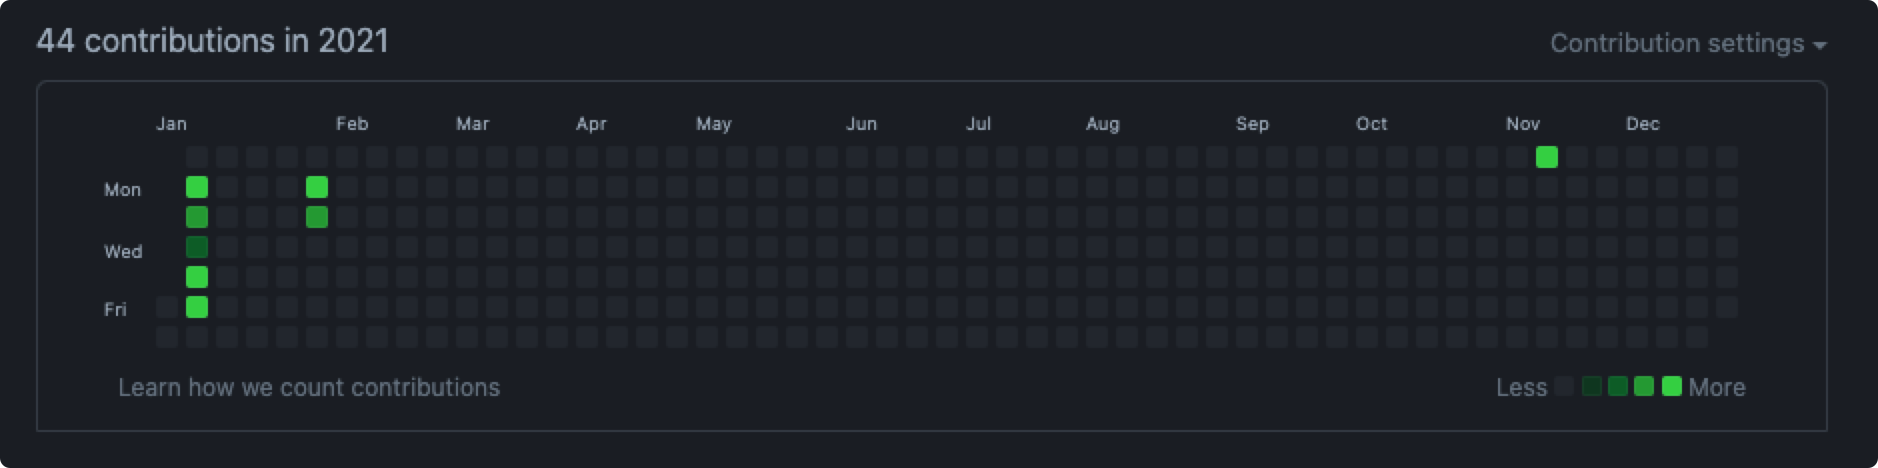 44 contributions in 2021
Contribution settings
Jan Feb Mar Apr May Jun Jul Aug Sep Oct Nov Dec
Mon
Wed
Fri
Learn how we count contributions
Less More